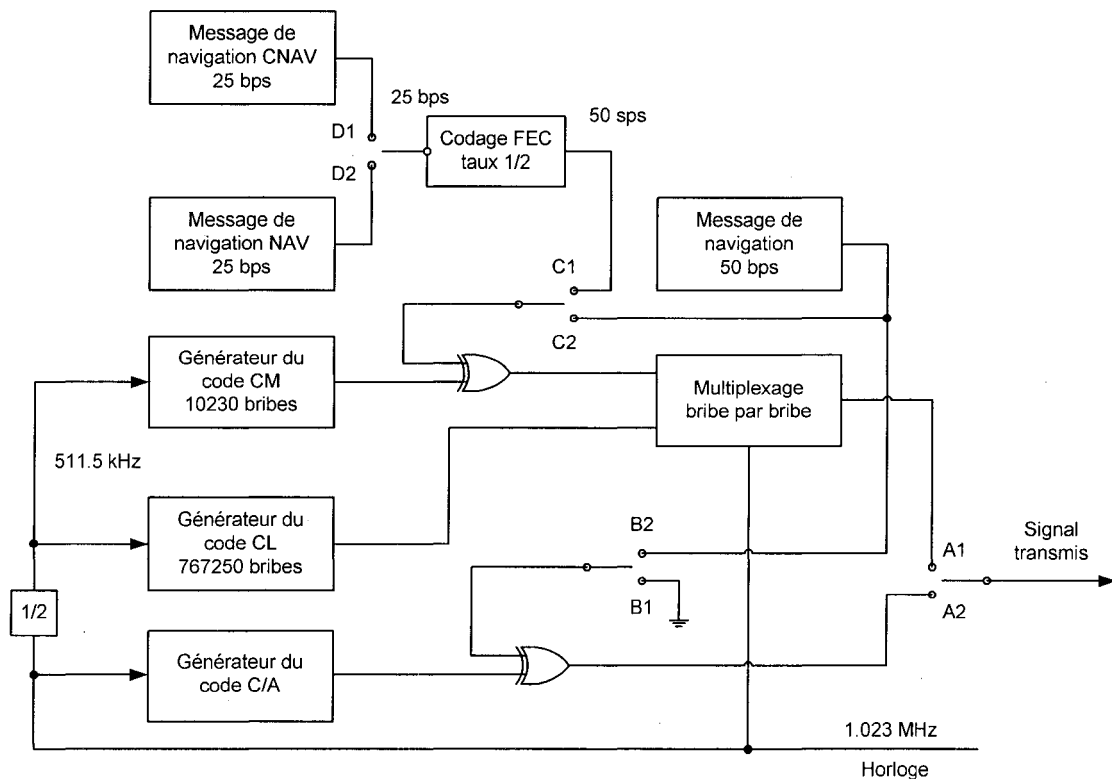 Message de
navigation CNAV
25 bps
25 bps
50 sps
D1
D2
Codage FEC
taux 1/2
Message de
navigation NAV
25 bps
Message de
navigation
50 bps
C1
C2
Générateur du
code CM
10230 bribes
Multiplexage
bribe par bribe
511.5 kHz
Générateur du
code CL
767250 bribes
B2
B1
A1
A2
Signal
transmis
1/2
Générateur du
code C/A
1.023 MHz
Horloge